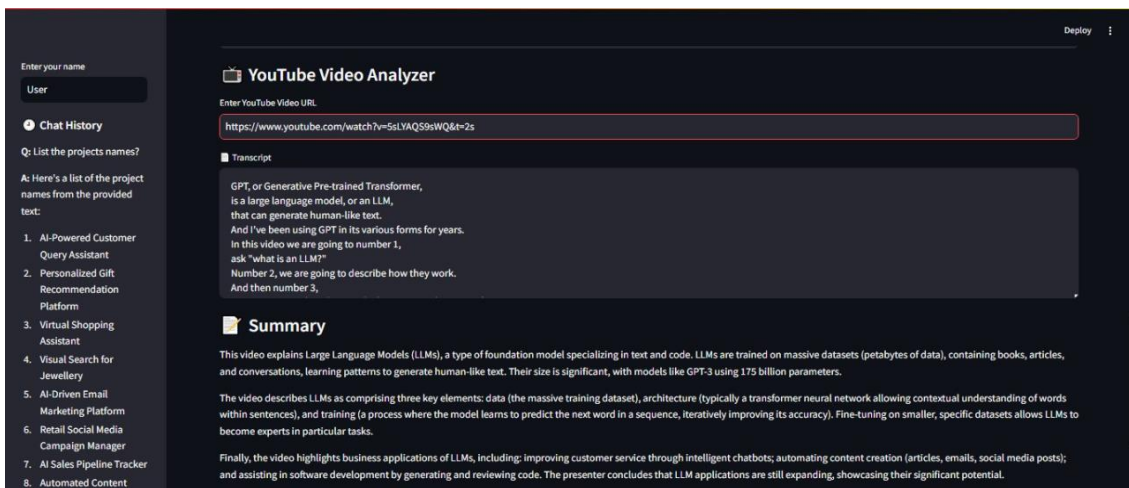 Deploy
Enter your name
User
Chat History
Q: List the projects names?
A: Here's a list of the project
names from the provided
text:
1. AI-Powered Customer
Query Assistant
2. Personalized Gift
Recommendation
Platform
3. Virtual Shopping
Assistant
4. Visual Search for
Jewellery
5. AI-Driven Email
Marketing Platform
6. Retail Social Media
Campaign Manager
7. AI Sales Pipeline Tracker
8. Automated Content
YouTube Video Analyzer
Enter YouTube Video URL
https://www.youtube.com/watch?v=5sLYAQS9sWQ&t=2s
Transcript
GPT, or Generative Pre-trained Transformer,
is a large language model, or an LLM,
that can generate human-like text.
And I've been using GPT in its various forms for years.
In this video we are going to number 1,
ask "what is an LLM?"
Number 2, we are going to describe how they work.
And then number 3,
Summary
This video explains Large Language Models (LLMs), a type of foundation model specializing in text and code. LLMs are trained on massive datasets (petabytes of data), containing books, articles,
and conversations, learning patterns to generate human-like text. Their size is significant, with models like GPT-3 using 175 billion parameters.
The video describes LLMs as comprising three key elements: data (the massive training dataset), architecture (typically a transformer neural network allowing contextual understanding of words
within sentences), and training (a process where the model learns to predict the next word in a sequence, iteratively improving its accuracy). Fine-tuning on smaller, specific datasets allows LLMs to
become experts in particular tasks.
Finally, the video highlights business applications of LLMs, including: improving customer service through intelligent chatbots; automating content creation (articles, emails, social media posts);
and assisting in software development by generating and reviewing code. The presenter concludes that LLM applications are still expanding, showcasing their significant potential.